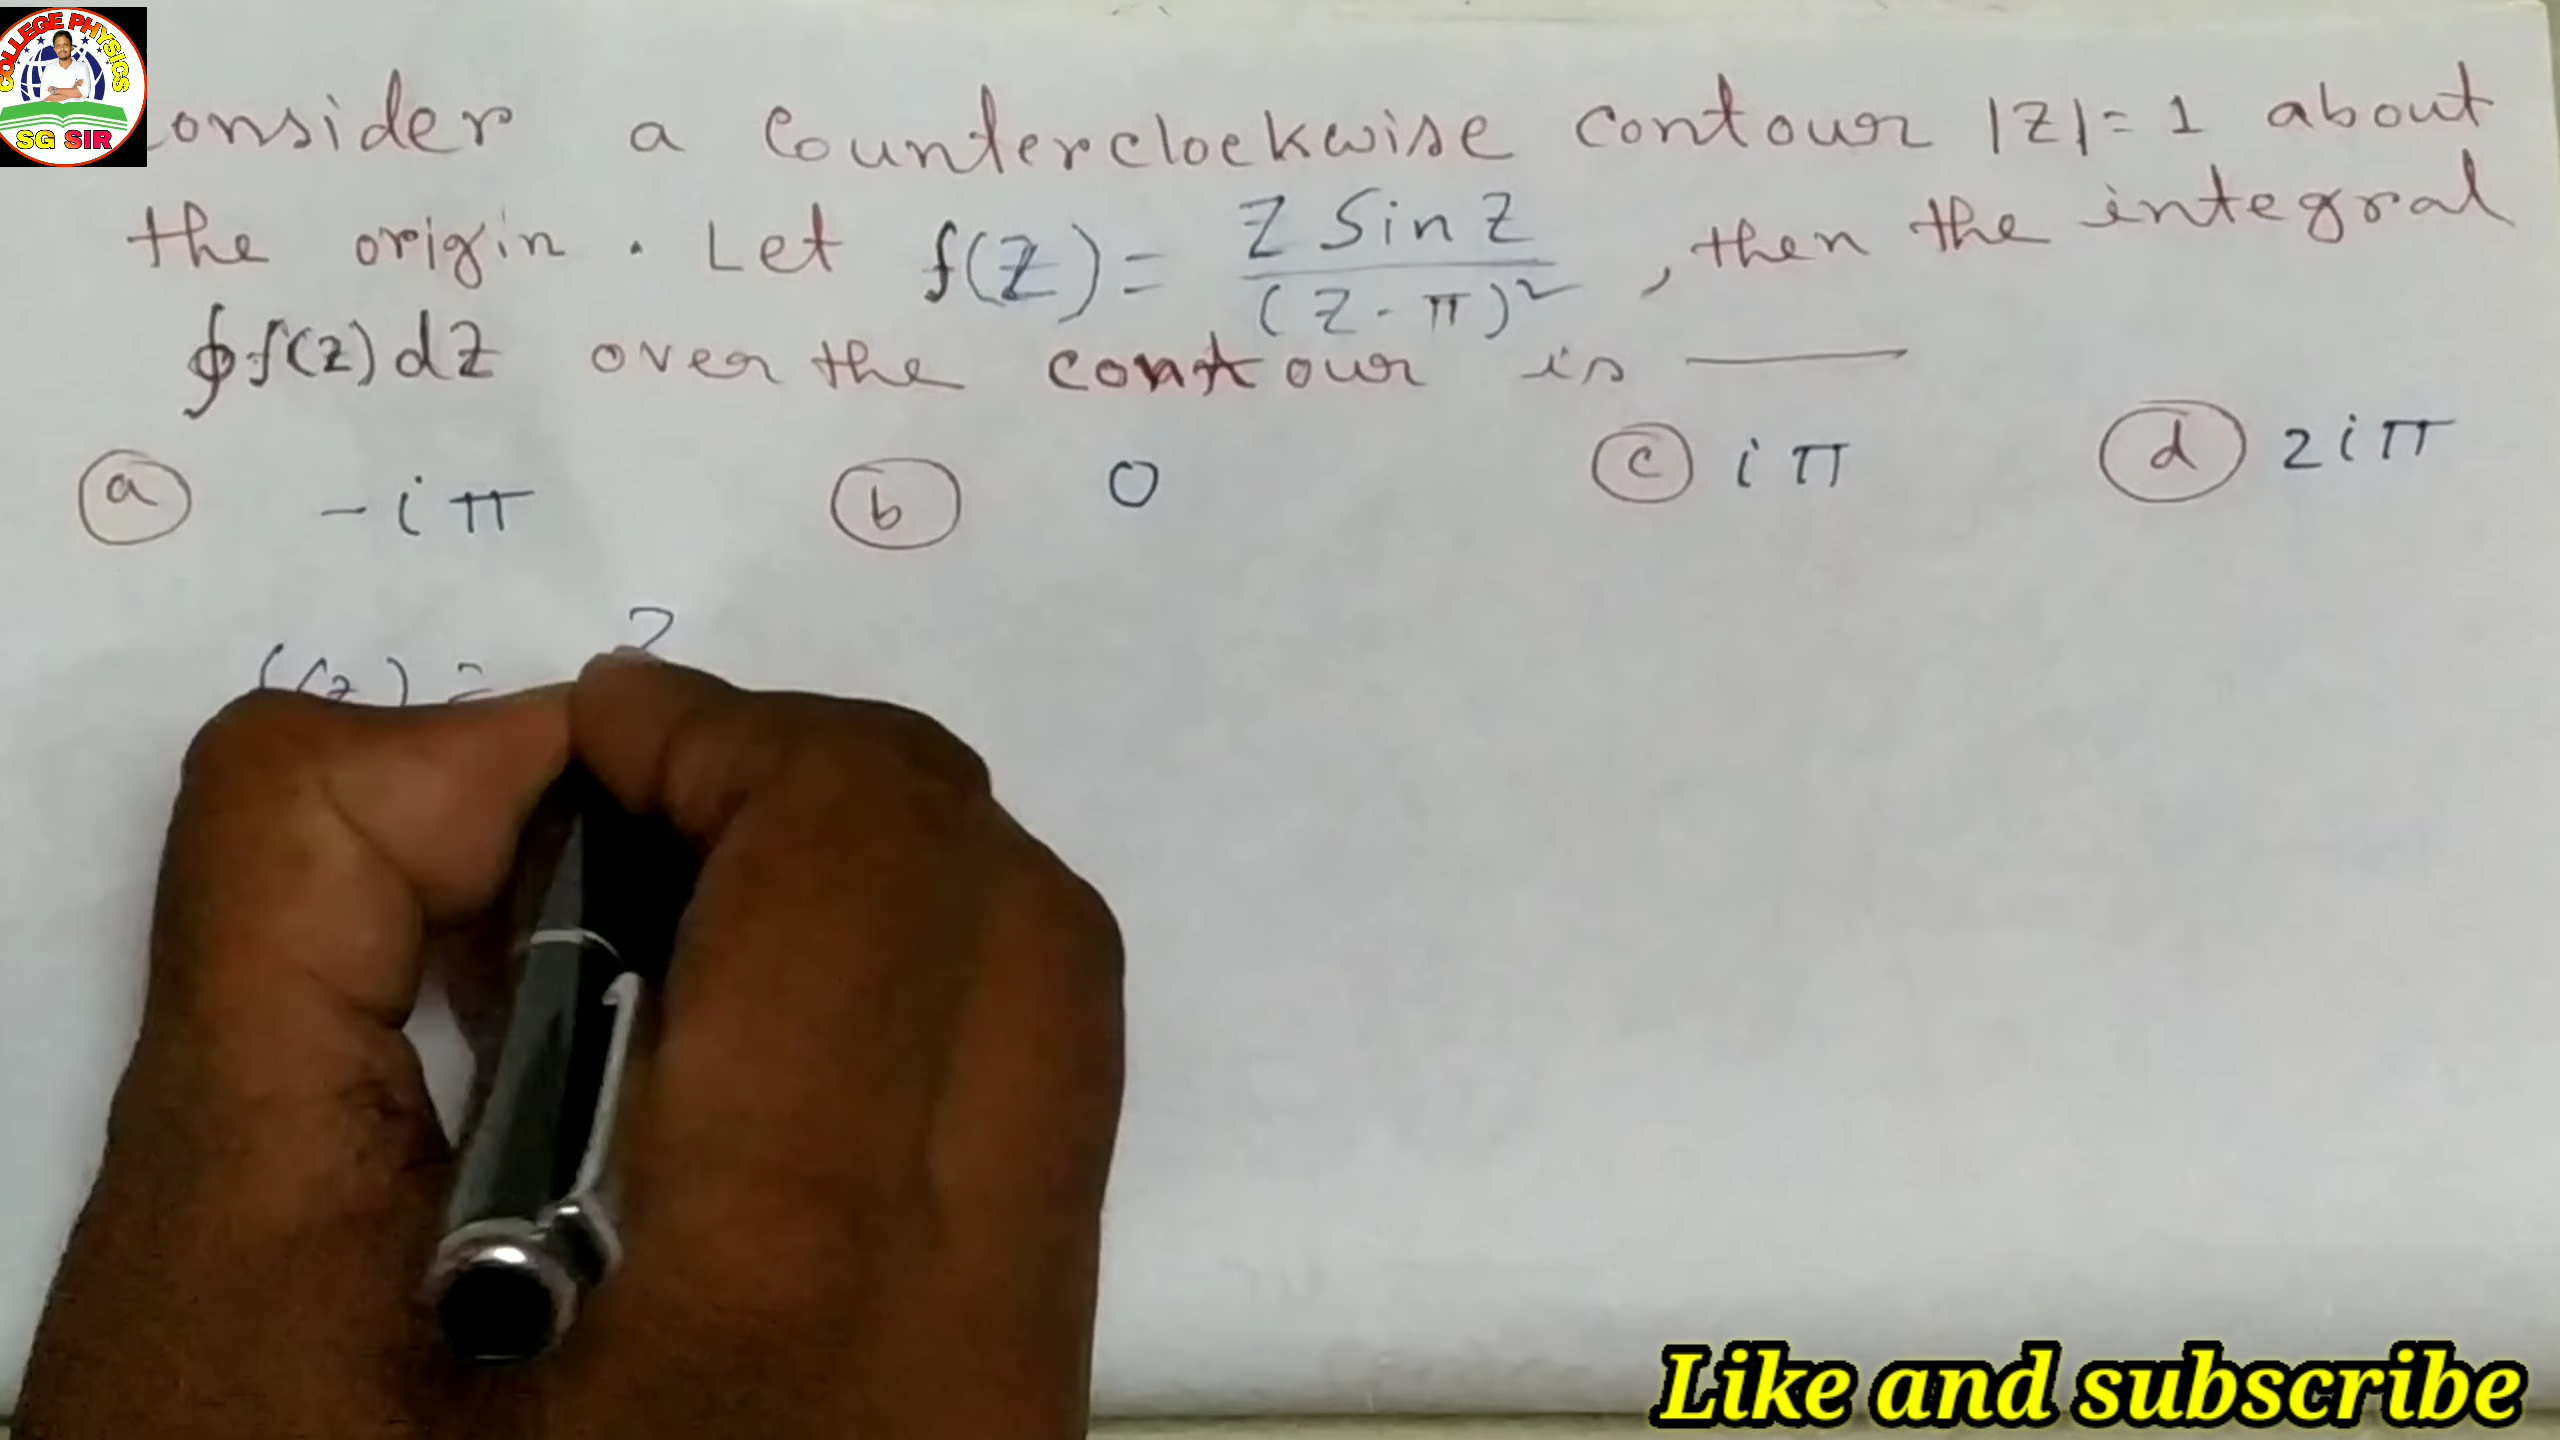 COLLEGE PHYSICS
SG SIR
onsider a counterclockwise contour |z| = 1 about
the origin. Let f(z) = z Sin z / (z - π)², then the integral
∮f(z) dz over the contour is ______
(a) -iπ (b) 0 (c) iπ (d) 2iπ
f(z) = z
Like and subscribe